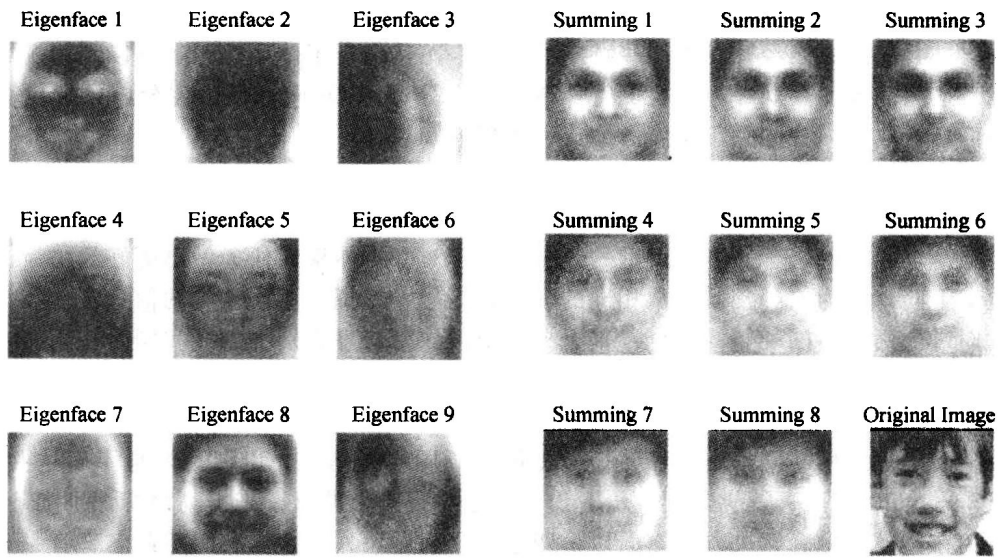 Eigenface 1 Eigenface 2 Eigenface 3 Summing 1 Summing 2 Summing 3
Eigenface 4 Eigenface 5 Eigenface 6 Summing 4 Summing 5 Summing 6
Eigenface 7 Eigenface 8 Eigenface 9 Summing 7 Summing 8 Original Image